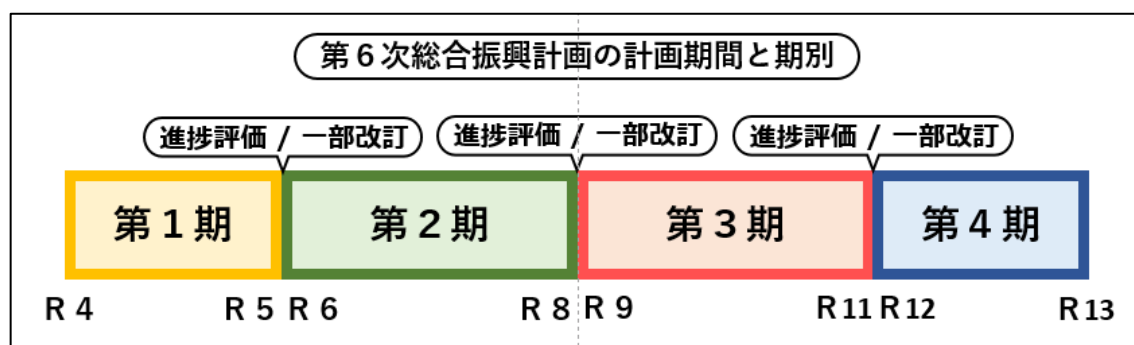 第６次総合振興計画の計画期間と期別
進捗評価 / 一部改訂 進捗評価 / 一部改訂 進捗評価 / 一部改訂
第１期 第２期 第３期 第４期
Ｒ４ Ｒ５ Ｒ６ Ｒ８ Ｒ９ Ｒ11 Ｒ12 Ｒ13